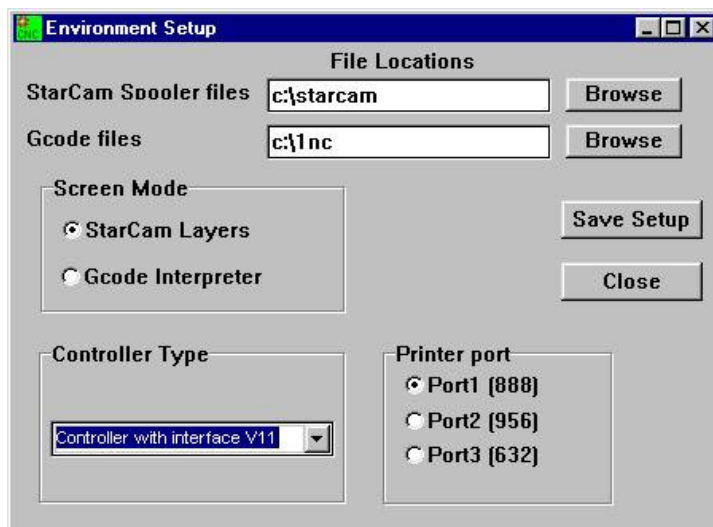 CNC Environment Setup
File Locations
StarCam Spooler files c:\starcam Browse
Gcode files c:\1nc Browse
Screen Mode
StarCam Layers
Gcode Interpreter
Save Setup
Close
Controller Type
Controller with interface V11
Printer port
Port1 (888)
Port2 (956)
Port3 (632)